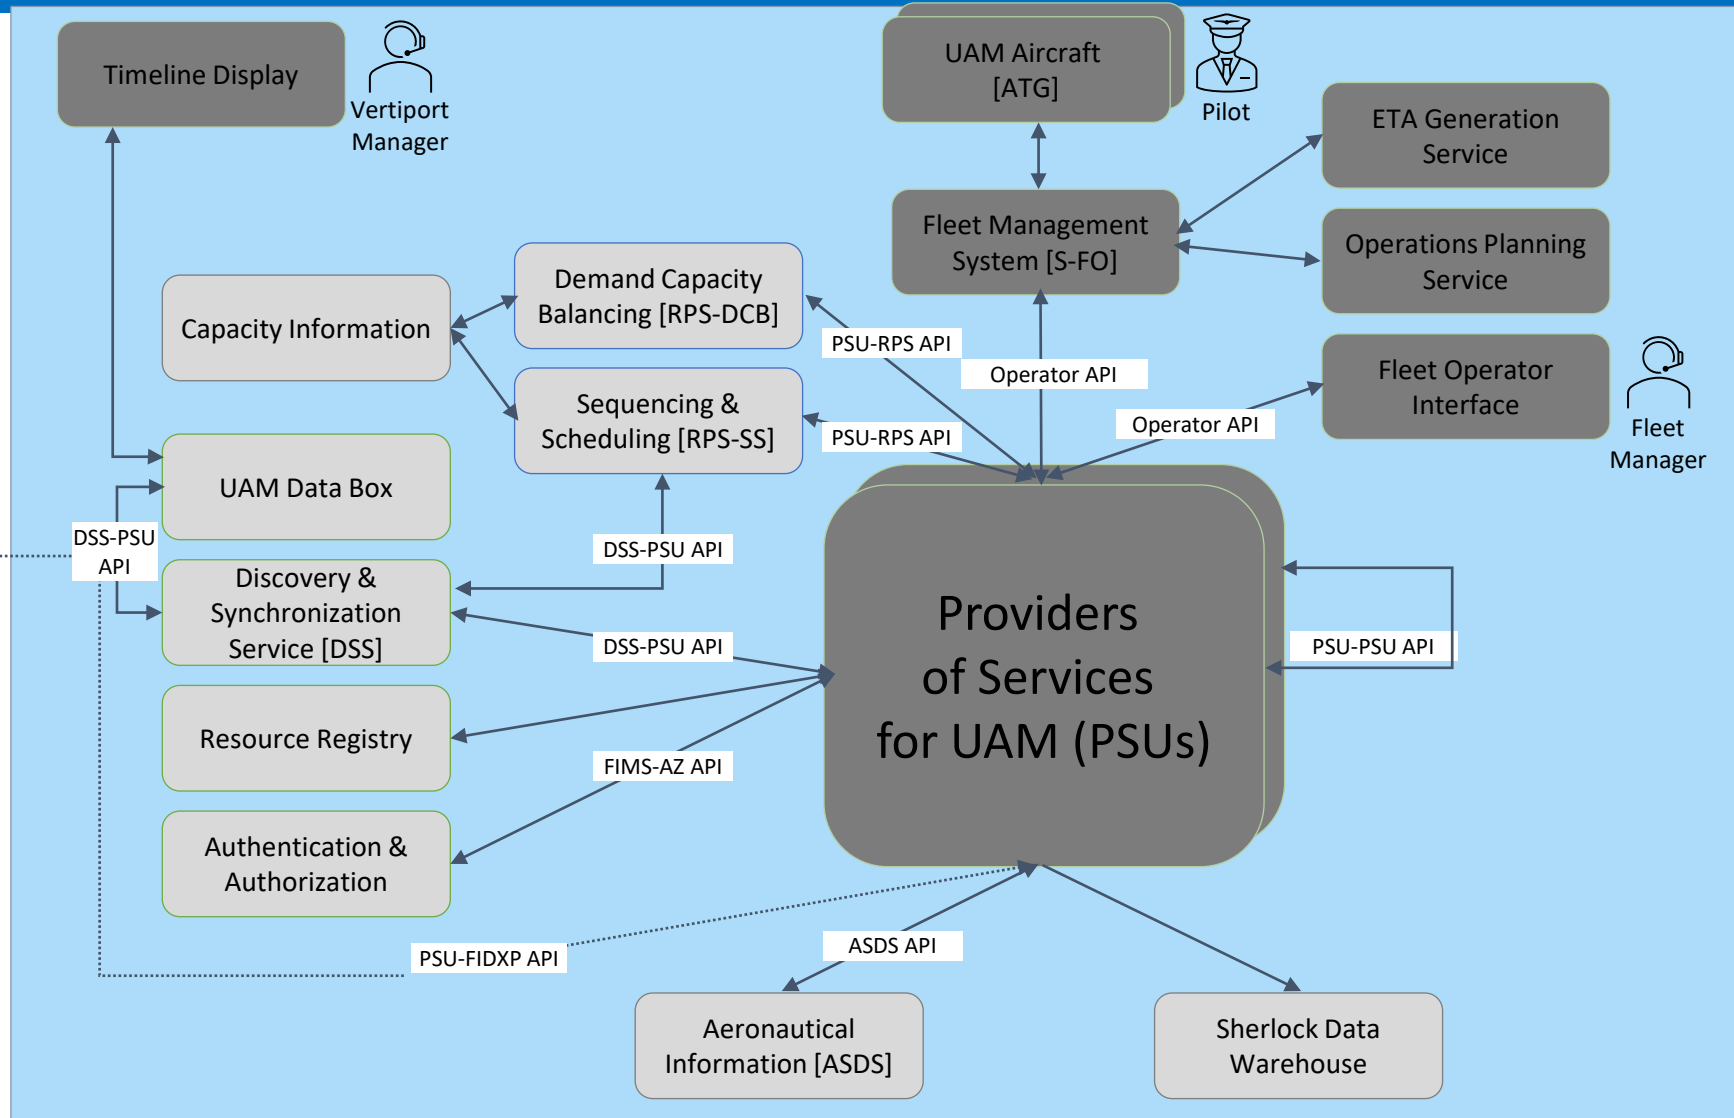 Timeline Display
Vertiport
Manager
UAM Aircraft
[ATG]
Pilot
ETA Generation
Service
Fleet Management
System [S-FO]
Operations Planning
Service
Demand Capacity
Balancing [RPS-DCB]
Capacity Information
PSU-RPS API
Operator API
Fleet Operator
Interface
Fleet
Manager
Sequencing &
Scheduling [RPS-SS]
PSU-RPS API
Operator API
UAM Data Box
DSS-PSU
API
DSS-PSU API
Discovery &
Synchronization
Service [DSS]
DSS-PSU API
Providers
of Services
for UAM (PSUs)
PSU-PSU API
Resource Registry
FIMS-AZ API
Authentication &
Authorization
PSU-FIDXP API
ASDS API
Aeronautical
Information [ASDS]
Sherlock Data
Warehouse